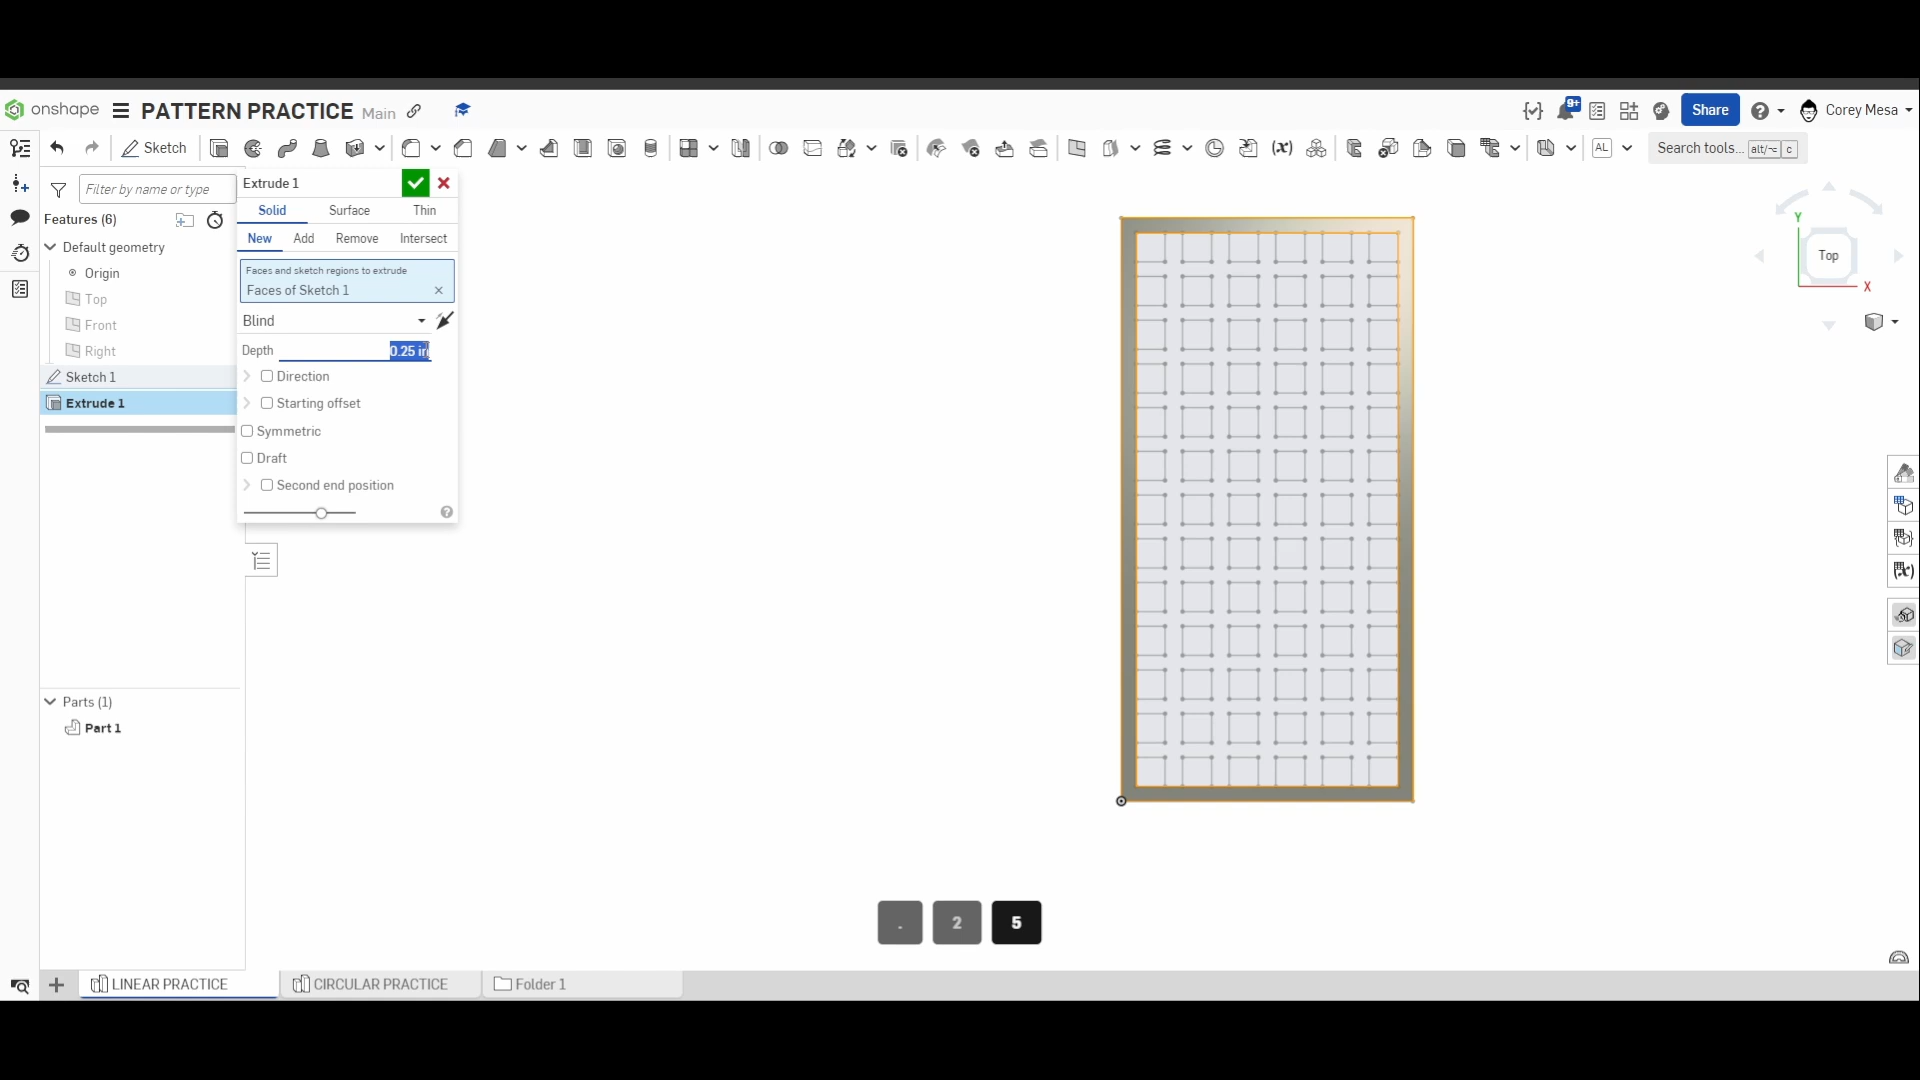 onshape PATTERN PRACTICE Main
9+
Share
Corey Mesa
Sketch
(x)
AL
Search tools... alt/⌥ c
Filter by name or type
Features (6)
Default geometry
Origin
Top
Front
Right
Sketch 1
Extrude 1
Parts (1)
Part 1
Extrude 1
Solid Surface Thin
New Add Remove Intersect
Faces and sketch regions to extrude
Faces of Sketch 1
Blind
Depth 0.25 in
Direction
Starting offset
Symmetric
Draft
Second end position
Y
Top
X
(x)
. 2 5
LINEAR PRACTICE CIRCULAR PRACTICE Folder 1